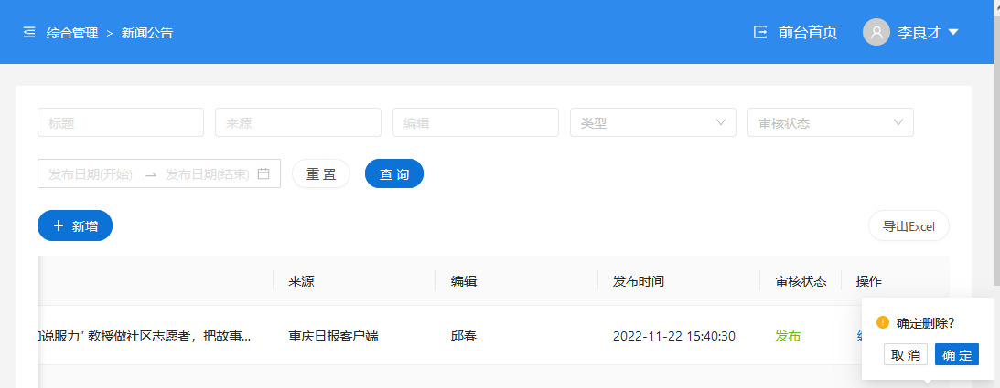 综合管理 > 新闻公告
前台首页 李良才
标题 来源 编辑 类型 审核状态
发布日期(开始) → 发布日期(结束) 重置 查询
+ 新增 导出Excel
来源 编辑 发布时间 审核状态 操作
说服力” 教授做社区志愿者，把故事... 重庆日报客户端 邱春 2022-11-22 15:40:30 发布
确定删除?
取消 确定